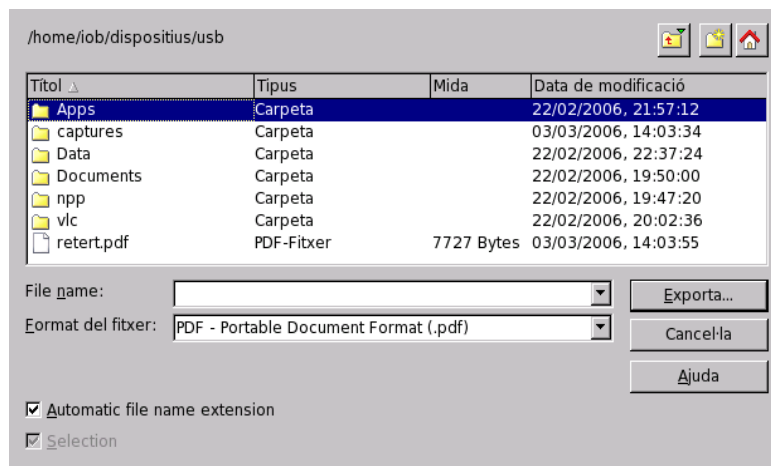 /home/iob/dispositius/usb
Títol Tipus Mida Data de modificació
Apps Carpeta 22/02/2006, 21:57:12
captures Carpeta 03/03/2006, 14:03:34
Data Carpeta 22/02/2006, 22:37:24
Documents Carpeta 22/02/2006, 19:50:00
npp Carpeta 22/02/2006, 19:47:20
vlc Carpeta 22/02/2006, 20:02:36
retert.pdf PDF-Fitxer 7727 Bytes 03/03/2006, 14:03:55
File name: Exporta...
Format del fitxer: PDF - Portable Document Format (.pdf) Cancel·la
Ajuda
Automatic file name extension
Selection